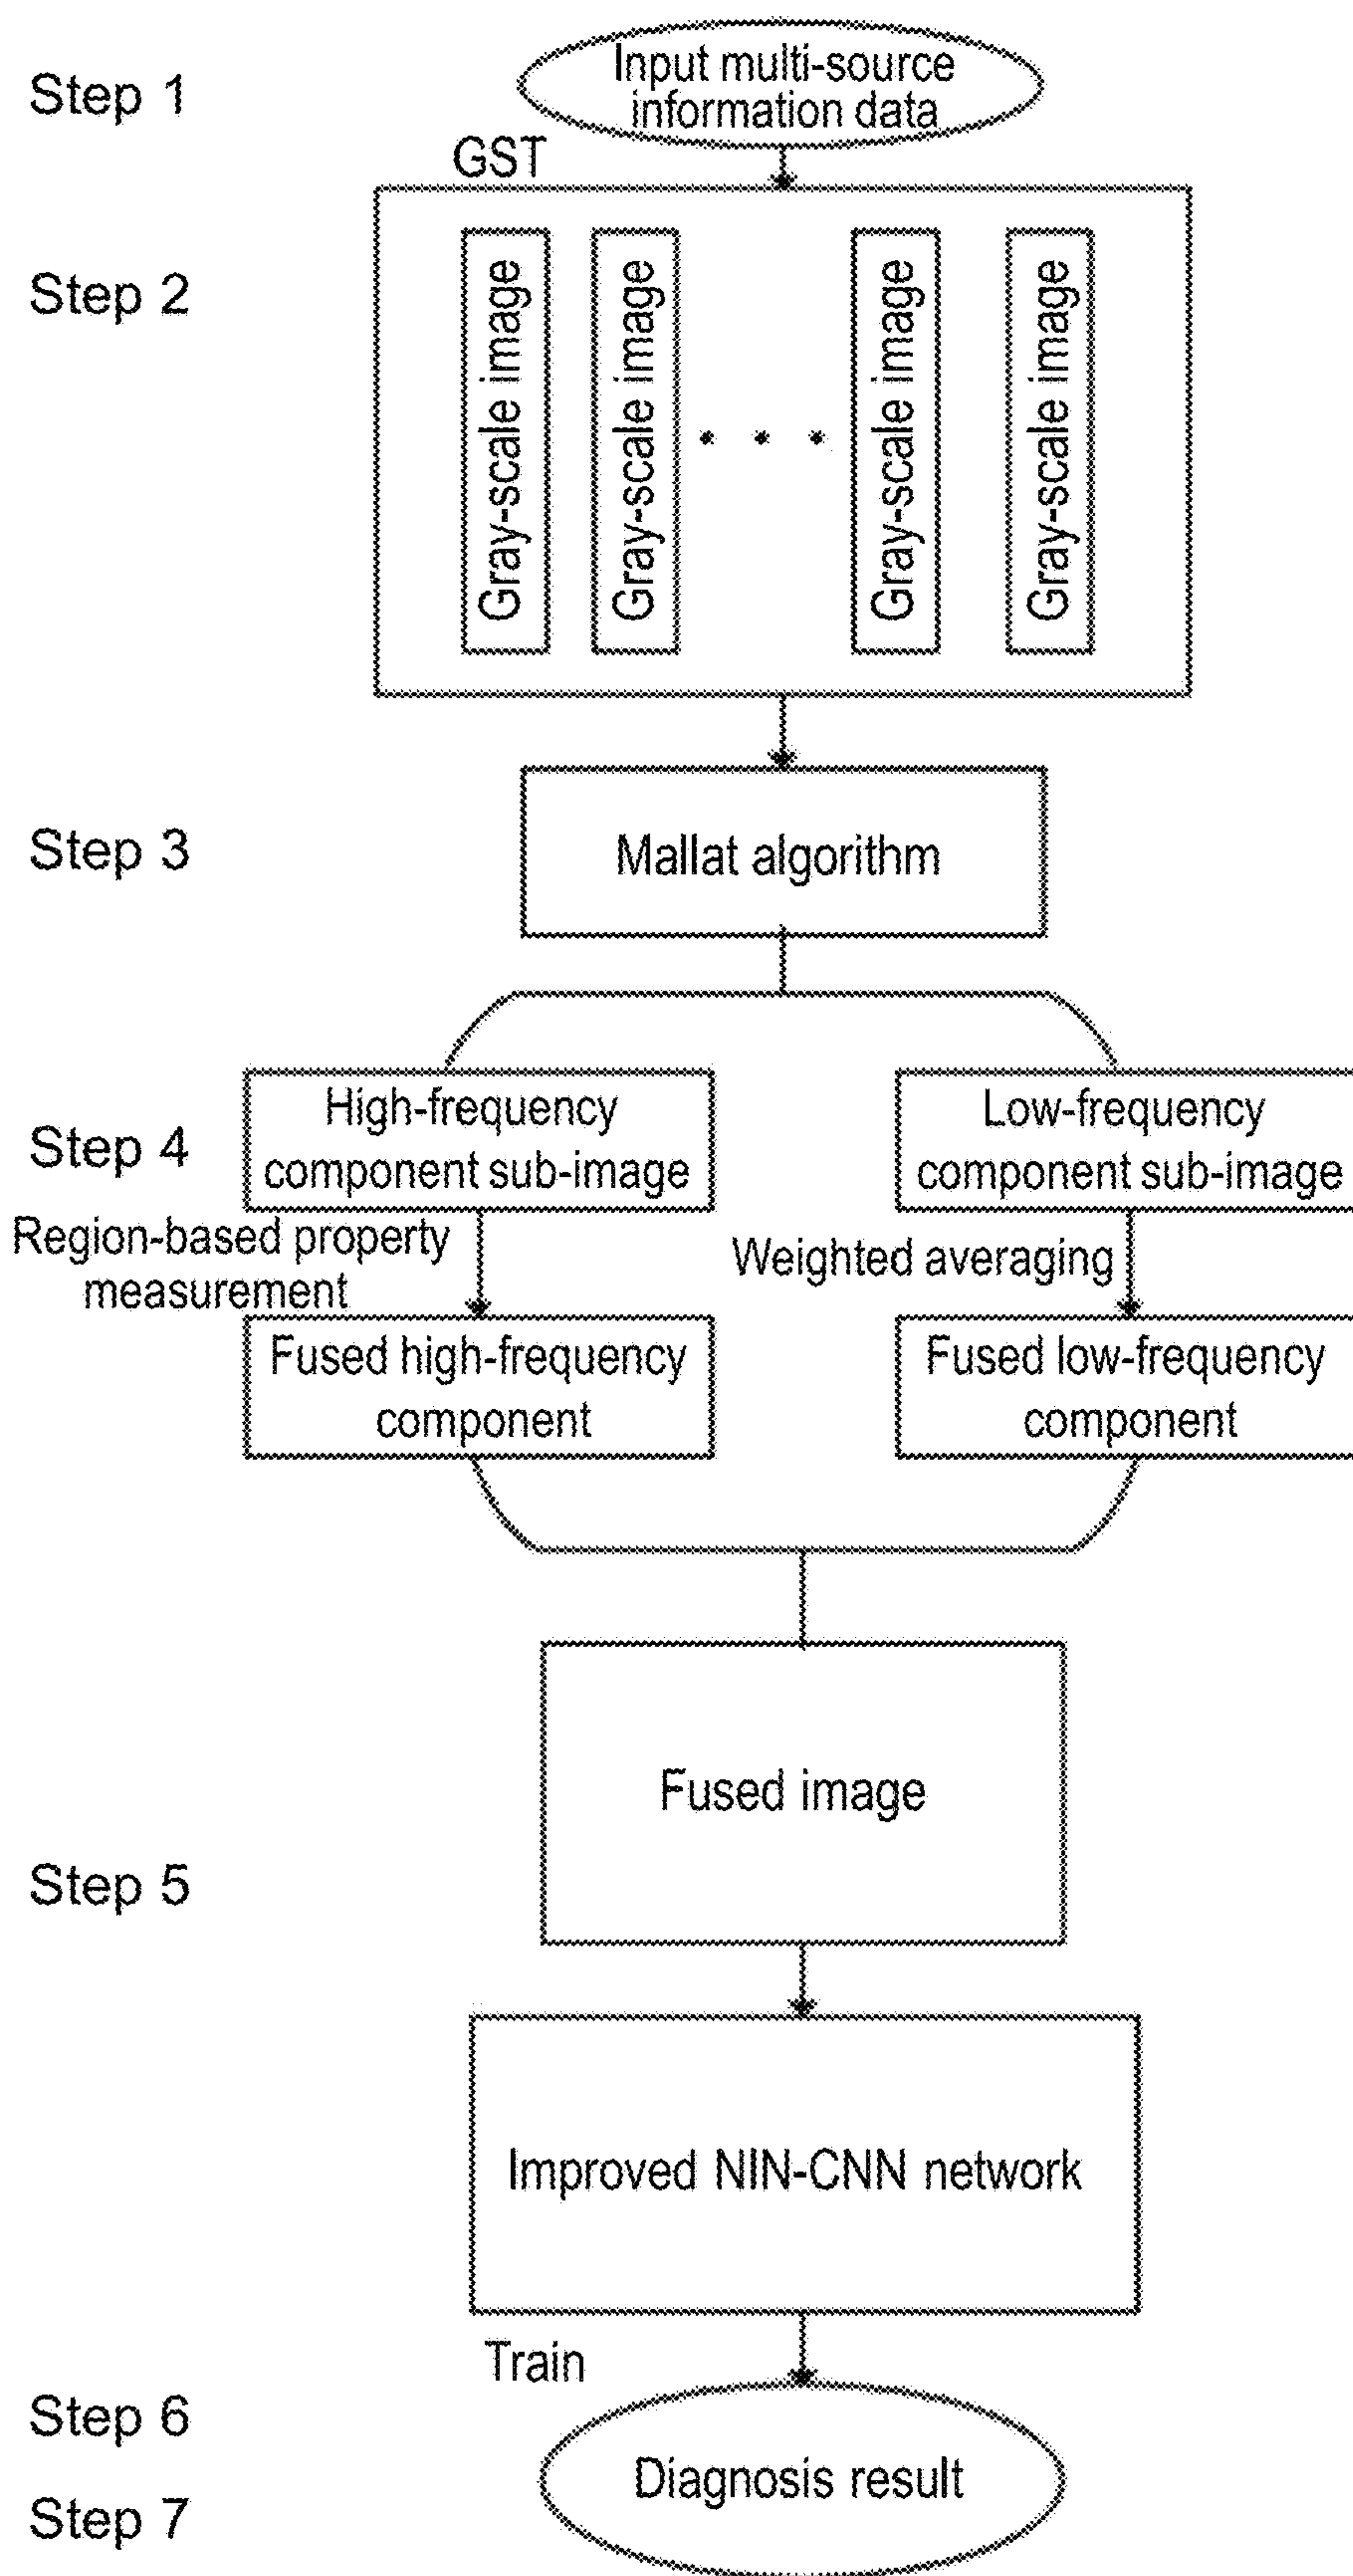 Step 1
Input multi-source
information data
GST
Step 2
Gray-scale image
Gray-scale image
Gray-scale image
Gray-scale image
Step 3
Mallat algorithm
Step 4
High-frequency
component sub-image
Low-frequency
component sub-image
Region-based property
measurement
Weighted averaging
Fused high-frequency
component
Fused low-frequency
component
Fused image
Step 5
Improved NIN-CNN network
Train
Step 6
Diagnosis result
Step 7